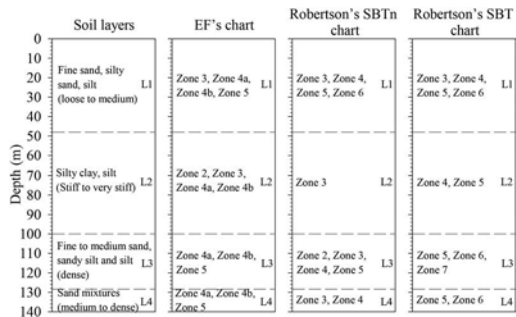 Soil layers
EF's chart
Robertson's SBTn
chart
Robertson's SBT
chart
Depth (m)
0
10
20
30
40
50
60
70
80
90
100
110
120
130
140
Fine sand, silty
sand, silt
(loose to medium)
L1
Silty clay, silt
(Stiff to very stiff)
L2
Fine to medium sand,
sandy silt and silt
(dense)
L3
Sand mixtures
(medium to dense)
L4
Zone 3, Zone 4a,
Zone 4b, Zone 5
L1
Zone 2, Zone 3,
Zone 4a, Zone 4b
L2
Zone 4a, Zone 4b,
Zone 5
L3
Zone 4a, Zone 4b,
Zone 5
L4
Zone 3, Zone 4,
Zone 5, Zone 6
L1
Zone 3
L2
Zone 2, Zone 3,
Zone 4, Zone 5
L3
Zone 3, Zone 4
L4
Zone 3, Zone 4,
Zone 5, Zone 6
L1
Zone 4, Zone 5
L2
Zone 5, Zone 6,
Zone 7
L3
Zone 5, Zone 6
L4